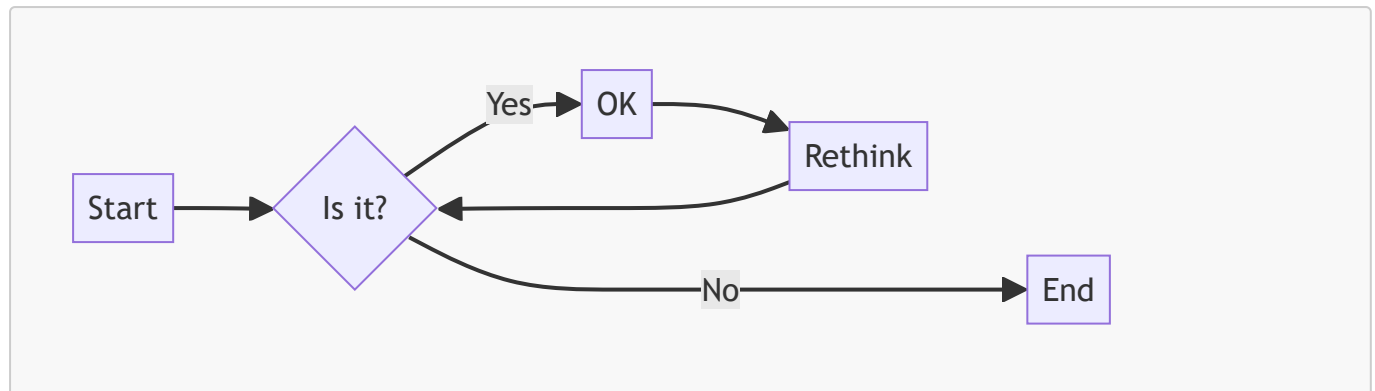 Start
Is it?
Yes
OK
Rethink
No
End